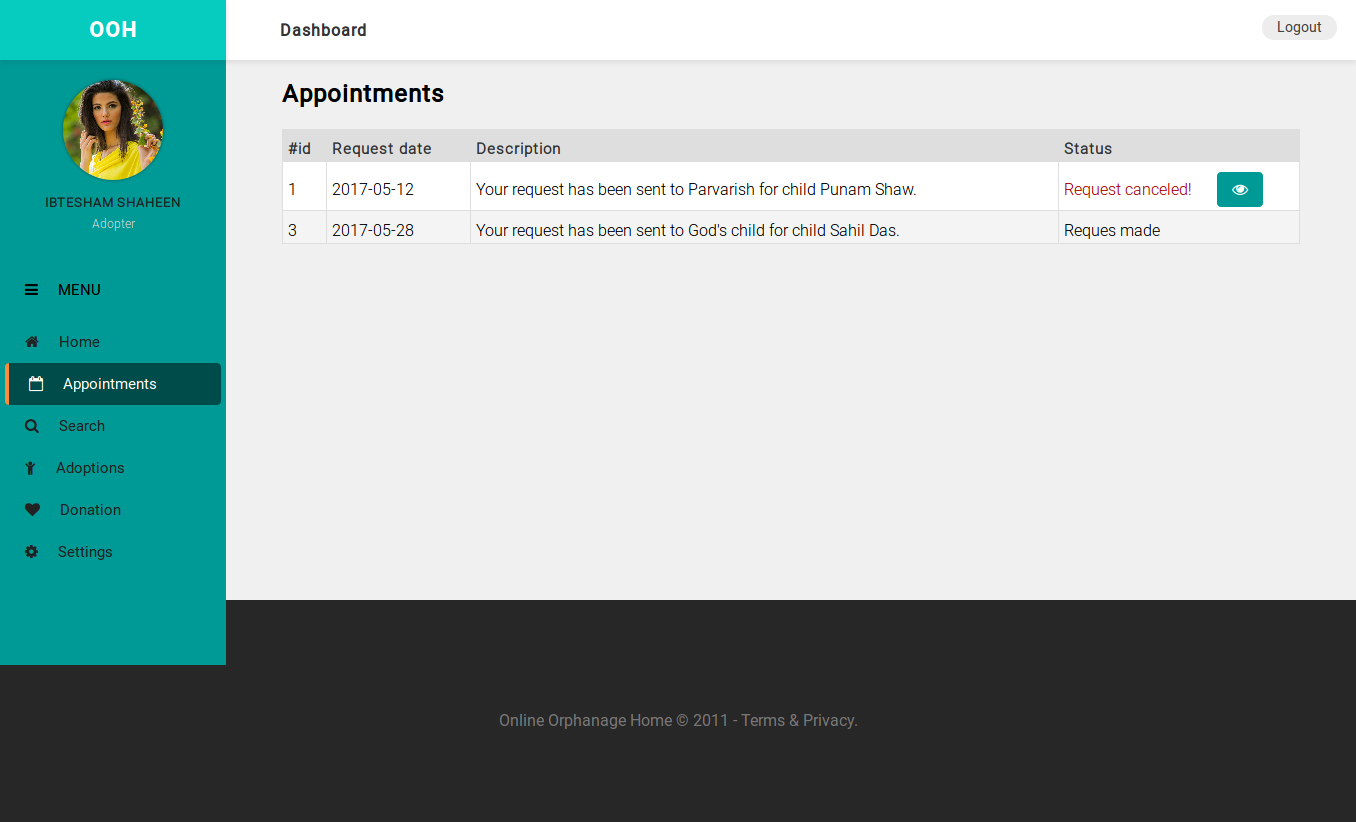 OOH
Dashboard
Logout
IBTESHAM SHAHEEN
Adopter
MENU
Home
Appointments
Search
Adoptions
Donation
Settings
Appointments
#id Request date Description Status
1 2017-05-12 Your request has been sent to Parvarish for child Punam Shaw. Request canceled!
3 2017-05-28 Your request has been sent to God's child for child Sahil Das. Reques made
Online Orphanage Home © 2011 - Terms & Privacy.